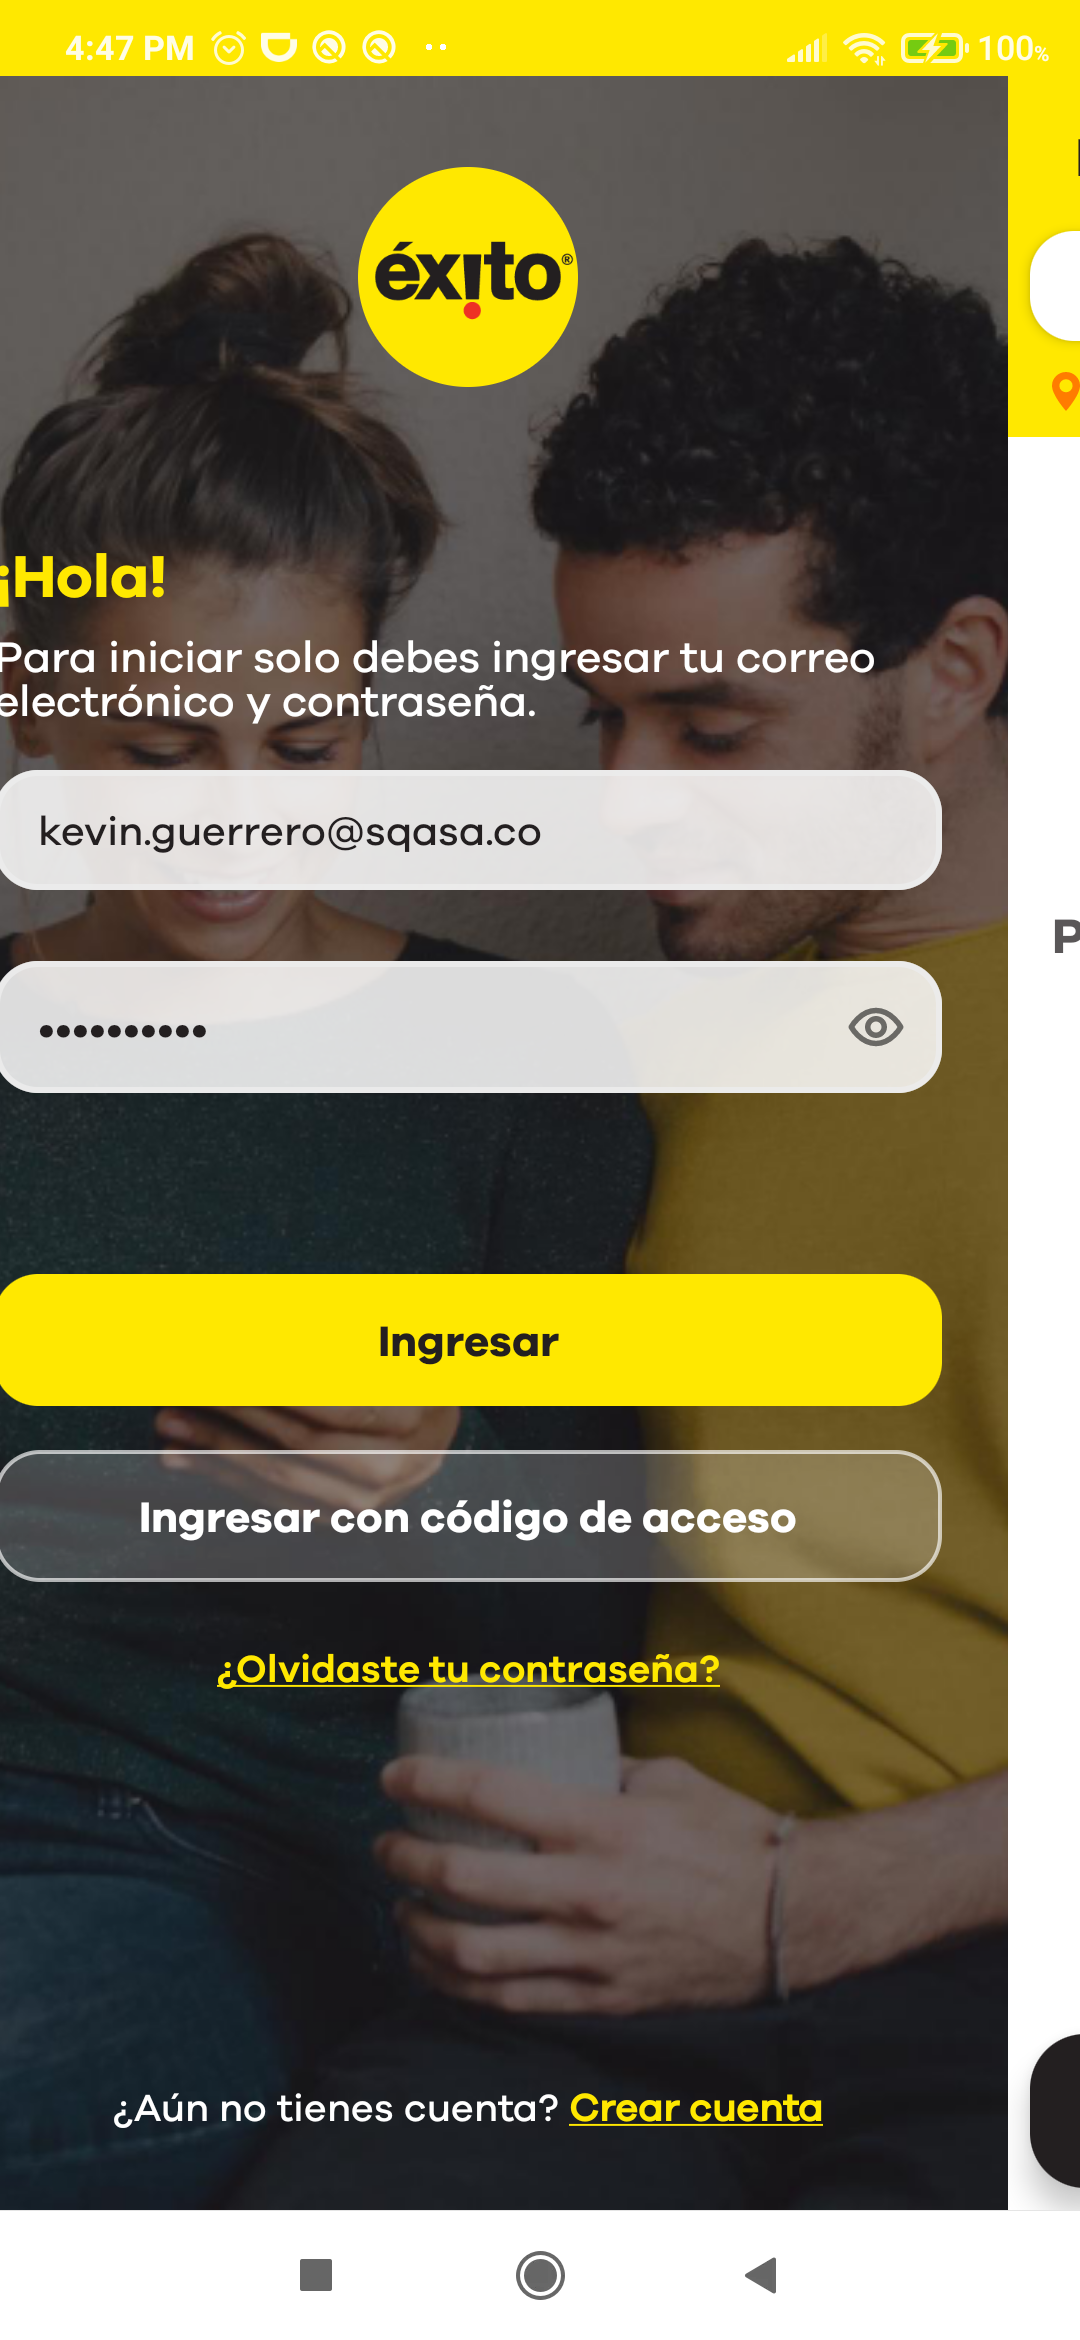 4:47 PM
100%
éxito®
¡Hola!
Para iniciar solo debes ingresar tu correo
electrónico y contraseña.
kevin.guerrero@sqasa.co
••••••••••
P
Ingresar
Ingresar con código de acceso
¿Olvidaste tu contraseña?
¿Aún no tienes cuenta? Crear cuenta